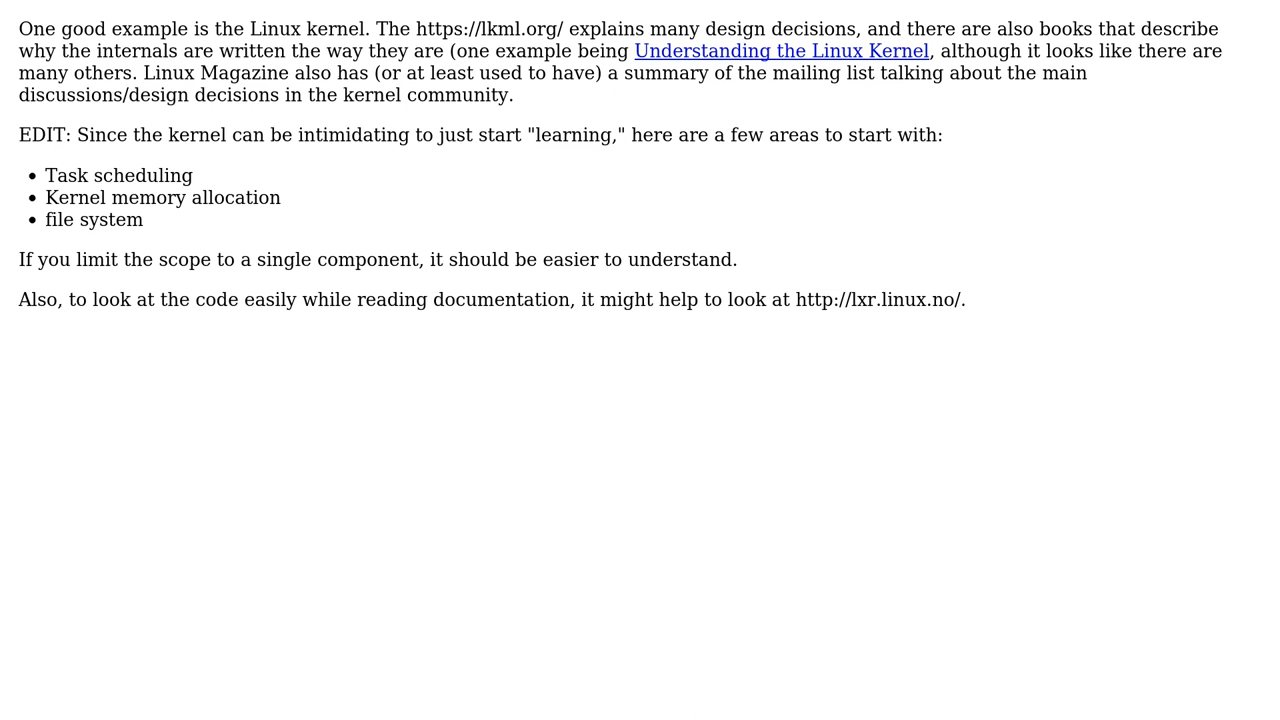 One good example is the Linux kernel. The https://lkml.org/ explains many design decisions, and there are also books that describe
why the internals are written the way they are (one example being Understanding the Linux Kernel, although it looks like there are
many others. Linux Magazine also has (or at least used to have) a summary of the mailing list talking about the main
discussions/design decisions in the kernel community.
EDIT: Since the kernel can be intimidating to just start "learning," here are a few areas to start with:
• Task scheduling
• Kernel memory allocation
• file system
If you limit the scope to a single component, it should be easier to understand.
Also, to look at the code easily while reading documentation, it might help to look at http://lxr.linux.no/.